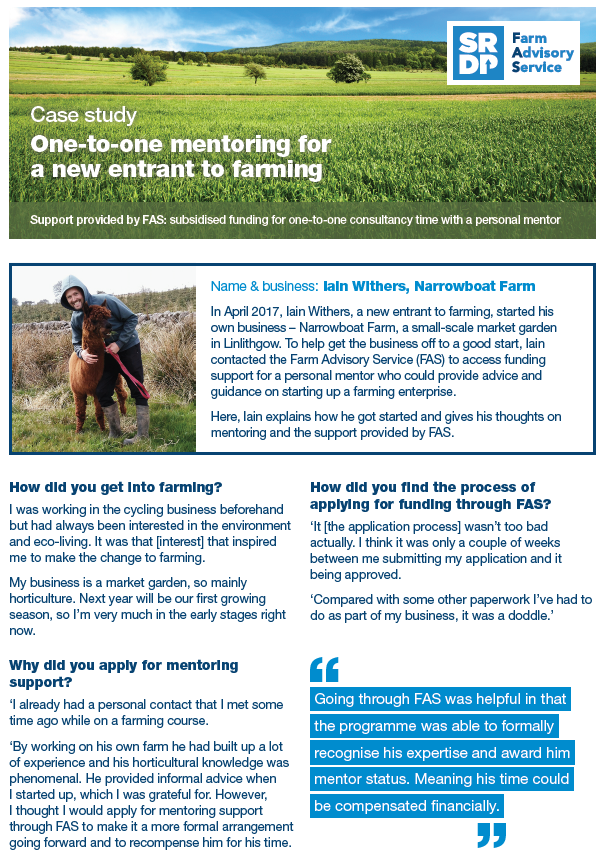 SRDP
Farm
Advisory
Service
Case study
One-to-one mentoring for
a new entrant to farming
Support provided by FAS: subsidised funding for one-to-one consultancy time with a personal mentor
Name & business: Iain Withers, Narrowboat Farm
In April 2017, Iain Withers, a new entrant to farming, started his
own business – Narrowboat Farm, a small-scale market garden
in Linlithgow. To help get the business off to a good start, Iain
contacted the Farm Advisory Service (FAS) to access funding
support for a personal mentor who could provide advice and
guidance on starting up a farming enterprise.
Here, Iain explains how he got started and gives his thoughts on
mentoring and the support provided by FAS.
How did you get into farming?
I was working in the cycling business beforehand
but had always been interested in the environment
and eco-living. It was that [interest] that inspired
me to make the change to farming.
My business is a market garden, so mainly
horticulture. Next year will be our first growing
season, so I’m very much in the early stages right
now.
Why did you apply for mentoring
support?
‘I already had a personal contact that I met some
time ago while on a farming course.
‘By working on his own farm he had built up a lot
of experience and his horticultural knowledge was
phenomenal. He provided informal advice when
I started up, which I was grateful for. However,
I thought I would apply for mentoring support
through FAS to make it a more formal arrangement
going forward and to recompense him for his time.
How did you find the process of
applying for funding through FAS?
‘It [the application process] wasn’t too bad
actually. I think it was only a couple of weeks
between me submitting my application and it
being approved.
‘Compared with some other paperwork I’ve had to
do as part of my business, it was a doddle.’
“
Going through FAS was helpful in that
the programme was able to formally
recognise his expertise and award him
mentor status. Meaning his time could
be compensated financially.
”